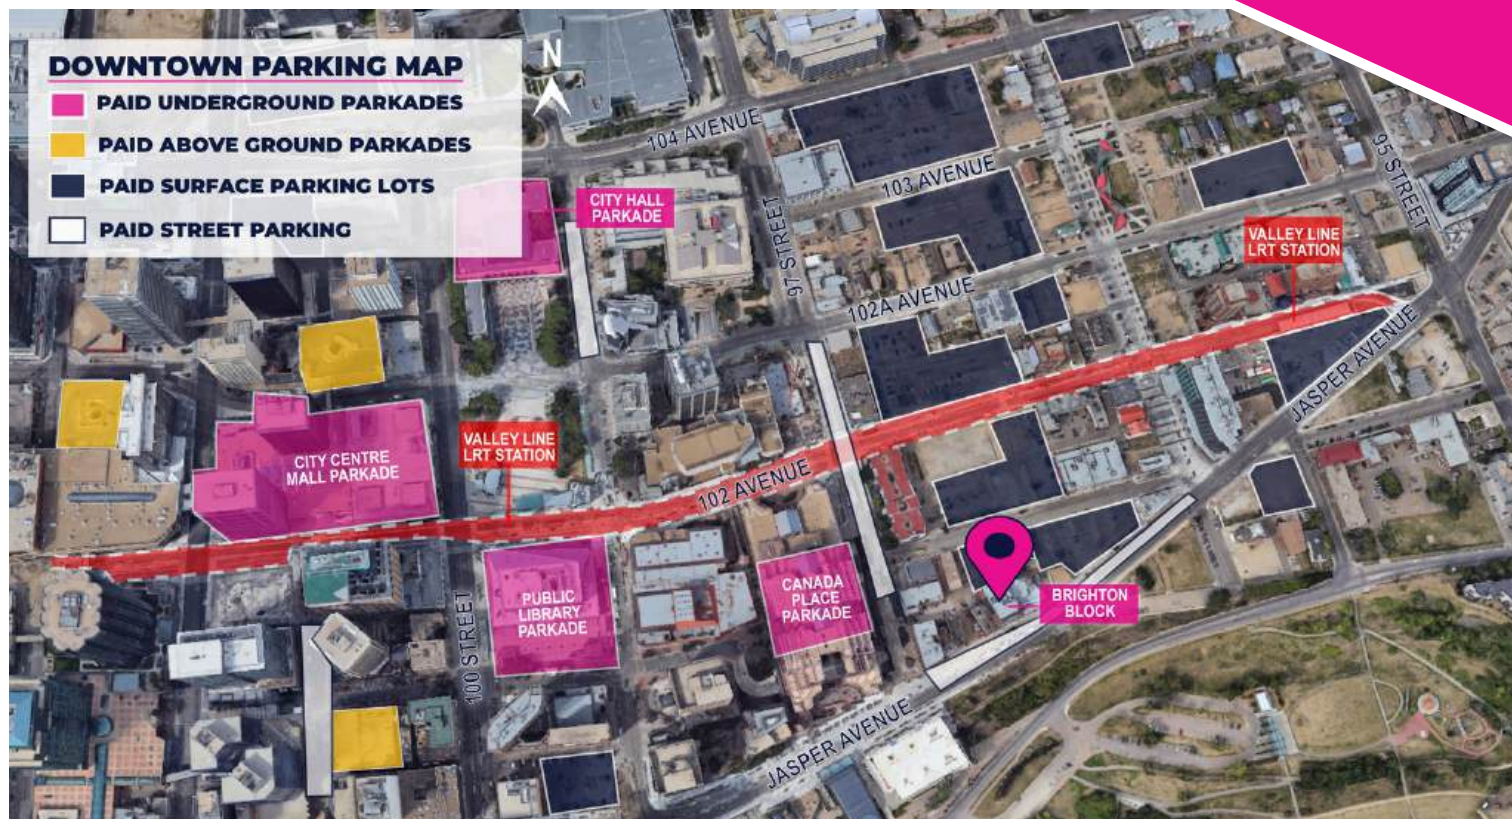 DOWNTOWN PARKING MAP
PAID UNDERGROUND PARKADES
PAID ABOVE GROUND PARKADES
PAID SURFACE PARKING LOTS
PAID STREET PARKING
N
104 AVENUE
103 AVENUE
95 STREET
CITY HALL
PARKADE
97 STREET
102A AVENUE
VALLEY LINE
LRT STATION
JASPER AVENUE
CITY CENTRE
MALL PARKADE
VALLEY LINE
LRT STATION
102 AVENUE
100 STREET
PUBLIC
LIBRARY
PARKADE
CANADA
PLACE
PARKADE
BRIGHTON
BLOCK
JASPER AVENUE